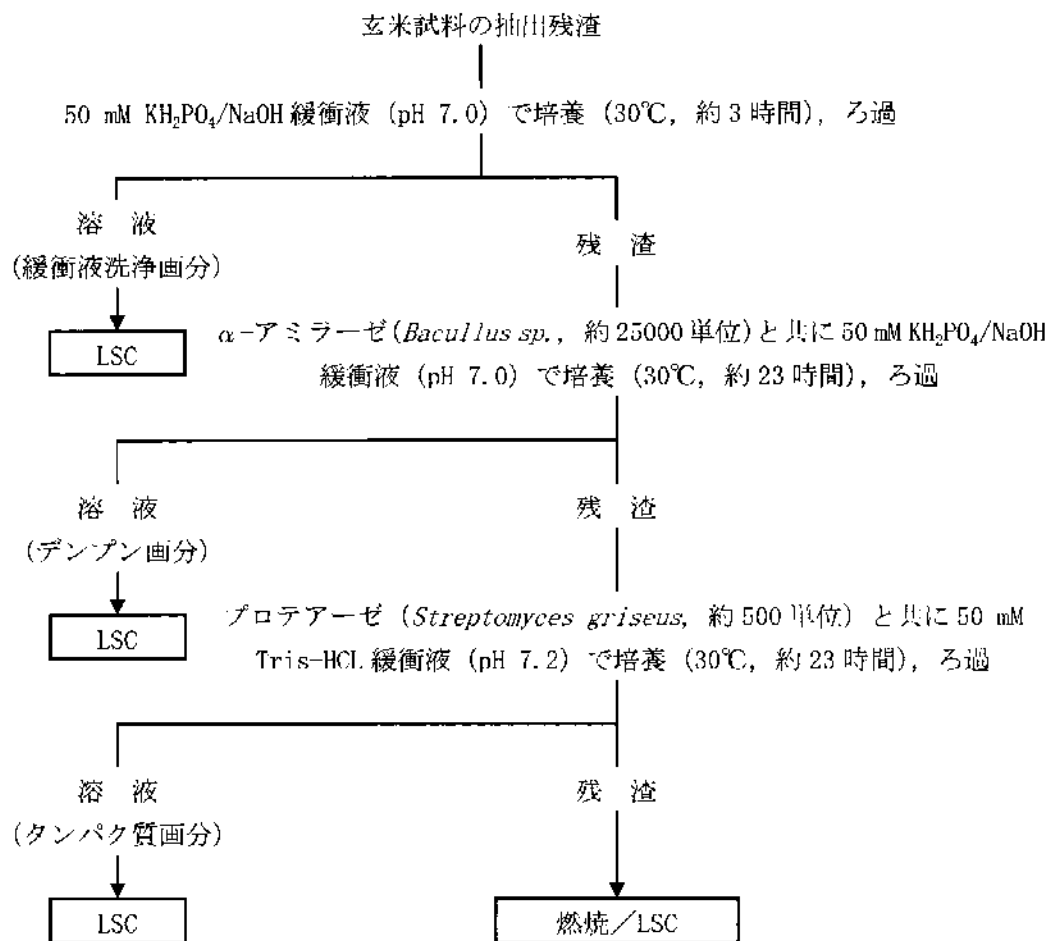 玄米試料の抽出残渣
50 mM KH₂PO₄/NaOH 緩衝液 (pH 7.0) で培養 (30℃, 約 3 時間), ろ過
溶 液
(緩衝液洗浄画分)
LSC
残 渣
α-アミラーゼ(Bacullus sp., 約 25000 単位)と共に 50 mM KH₂PO₄/NaOH
緩衝液 (pH 7.0) で培養 (30℃, 約 23 時間), ろ過
溶 液
(デンプン画分)
LSC
残 渣
プロテアーゼ (Streptomyces griseus, 約 500 単位) と共に 50 mM
Tris-HCL 緩衝液 (pH 7.2) で培養 (30℃, 約 23 時間), ろ過
溶 液
(タンパク質画分)
LSC
残 渣
燃焼/LSC